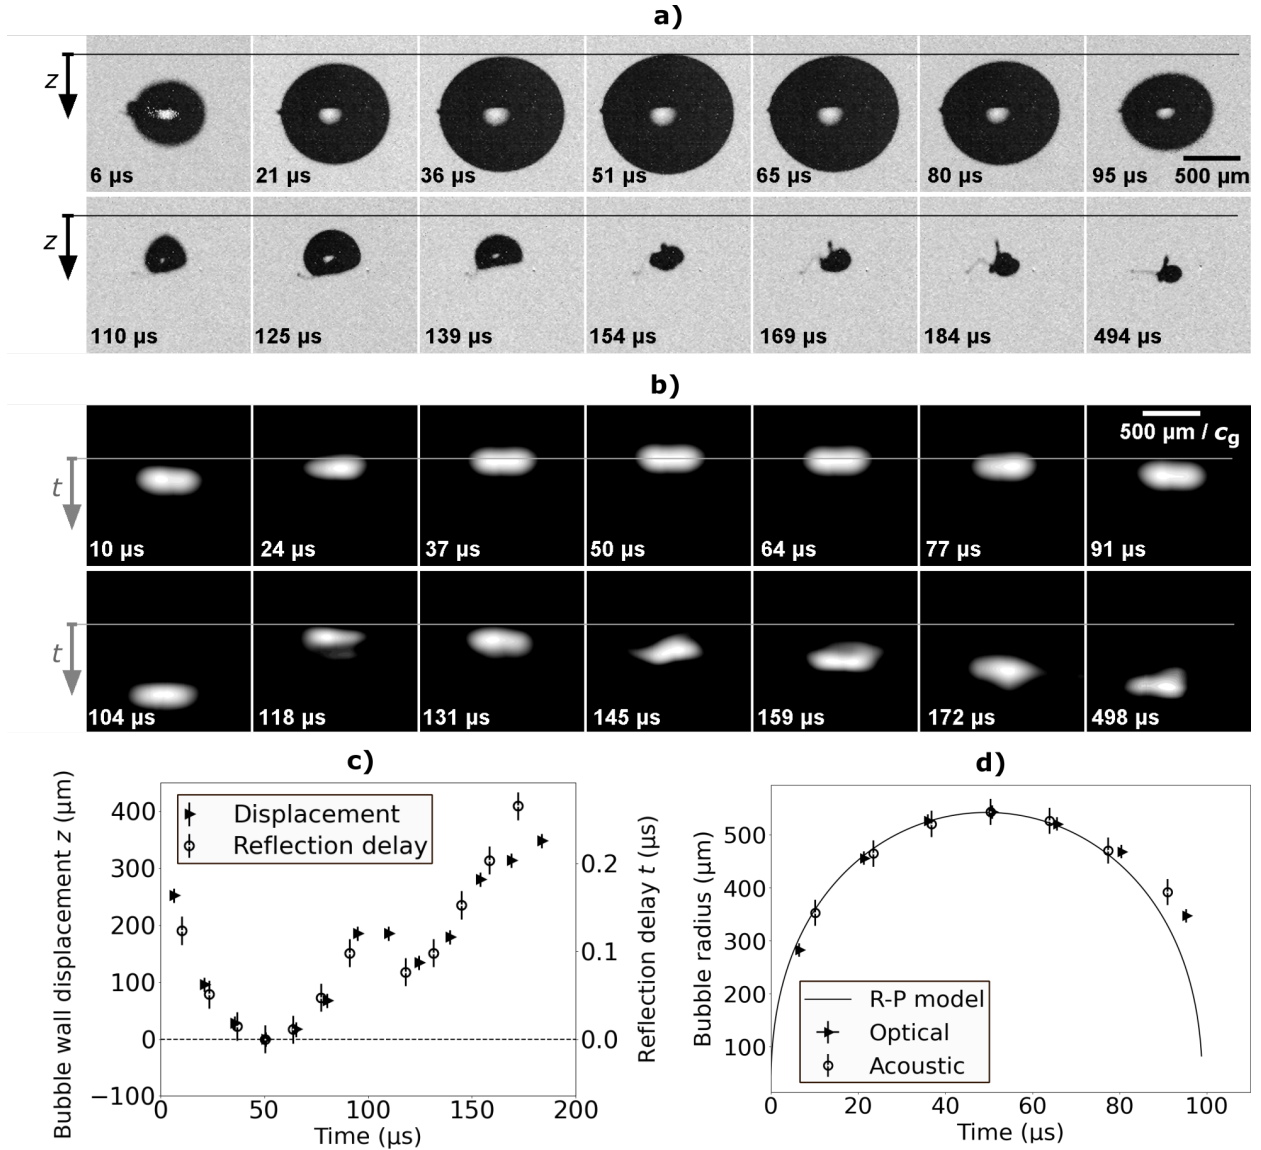 a)
z
6 µs
21 µs
36 µs
51 µs
65 µs
80 µs
95 µs
500 µm
z
110 µs
125 µs
139 µs
154 µs
169 µs
184 µs
494 µs
b)
500 µm / cg
t
10 µs
24 µs
37 µs
50 µs
64 µs
77 µs
91 µs
t
104 µs
118 µs
131 µs
145 µs
159 µs
172 µs
498 µs
c)
Bubble wall displacement z (µm)
400
300
200
100
0
−100
Displacement
Reflection delay
0.2
0.1
0.0
Reflection delay t (µs)
0 50 100 150 200
Time (µs)
d)
Bubble radius (µm)
500
400
300
200
100
R-P model
Optical
Acoustic
0 20 40 60 80 100
Time (µs)